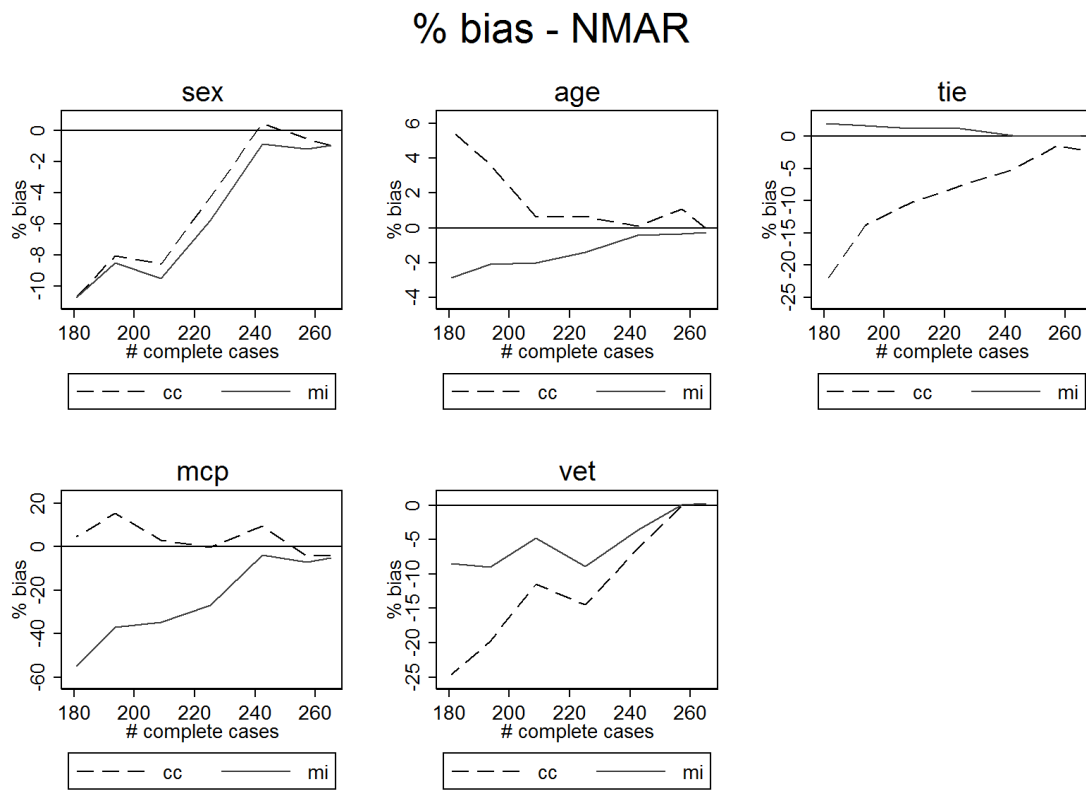 % bias - NMAR
sex
% bias
0
-2
-4
-6
-8
-10
180 200 220 240 260
# complete cases
cc mi
age
% bias
6
4
2
0
-2
-4
180 200 220 240 260
# complete cases
cc mi
tie
% bias
0
-5
-10
-15
-20
-25
180 200 220 240 260
# complete cases
cc mi
mcp
% bias
20
0
-20
-40
-60
180 200 220 240 260
# complete cases
cc mi
vet
% bias
0
-5
-10
-15
-20
-25
180 200 220 240 260
# complete cases
cc mi